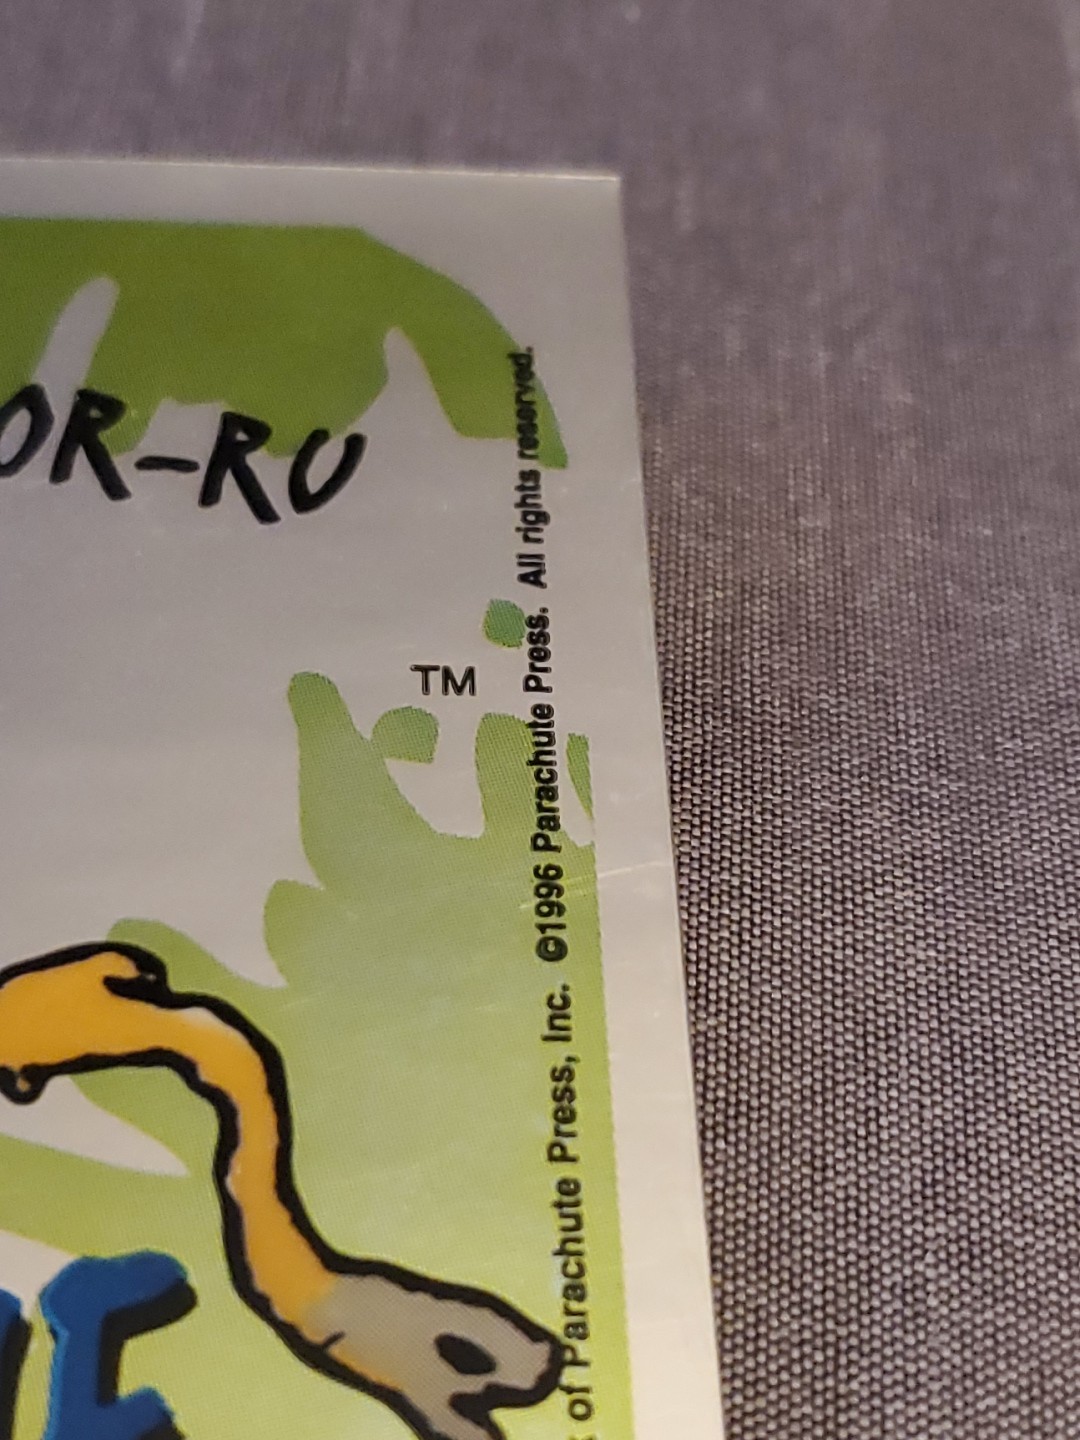 OR-RU
TM
of Parachute Press, Inc. ©1996 Parachute Press. All rights reserved.
E